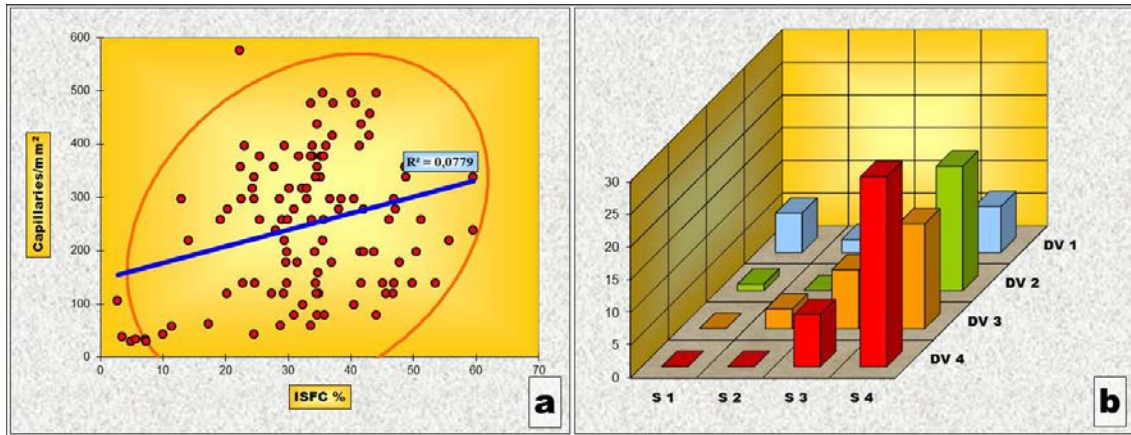 600
500
400
300
200
100
0
Capillaries/mm²
R² = 0,0779
0 10 20 30 40 50 60 70
ISFC %
a
30
25
20
15
10
5
0
S 1 S 2 S 3 S 4
DV 1
DV 2
DV 3
DV 4
b